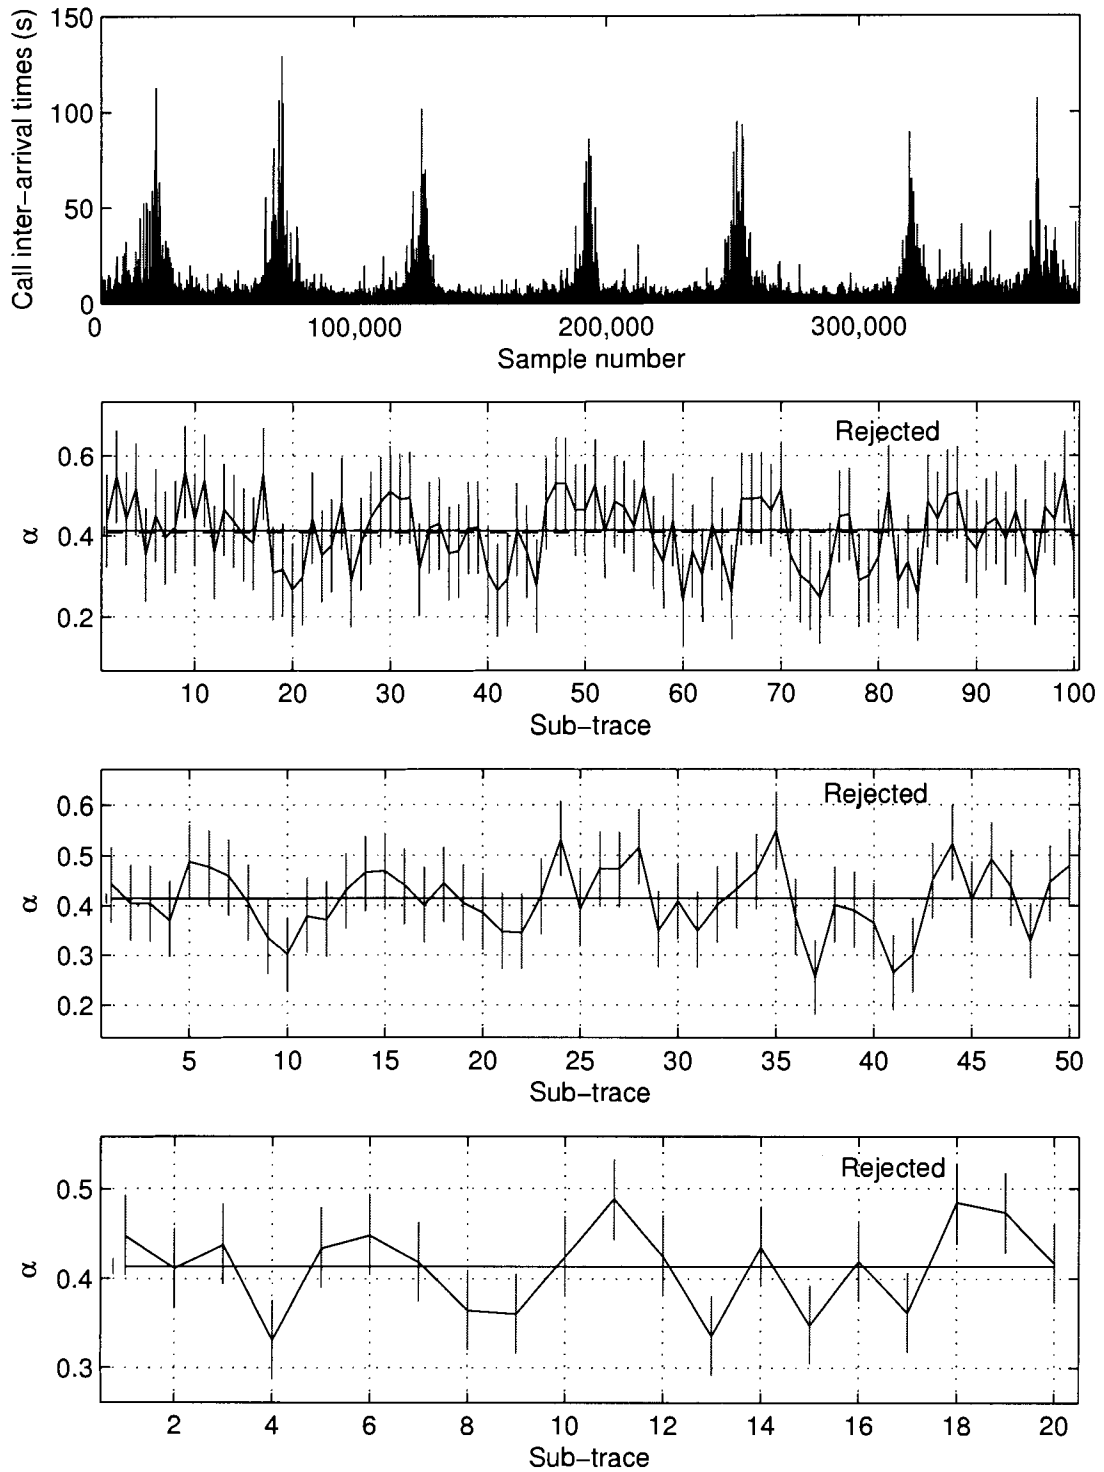 Call inter-arrival times (s)
150
100
50
0
0 100,000 200,000 300,000
Sample number
Rejected
α
0.6
0.4
0.2
10 20 30 40 50 60 70 80 90 100
Sub-trace
Rejected
α
0.6
0.5
0.4
0.3
0.2
5 10 15 20 25 30 35 40 45 50
Sub-trace
Rejected
α
0.5
0.4
0.3
2 4 6 8 10 12 14 16 18 20
Sub-trace